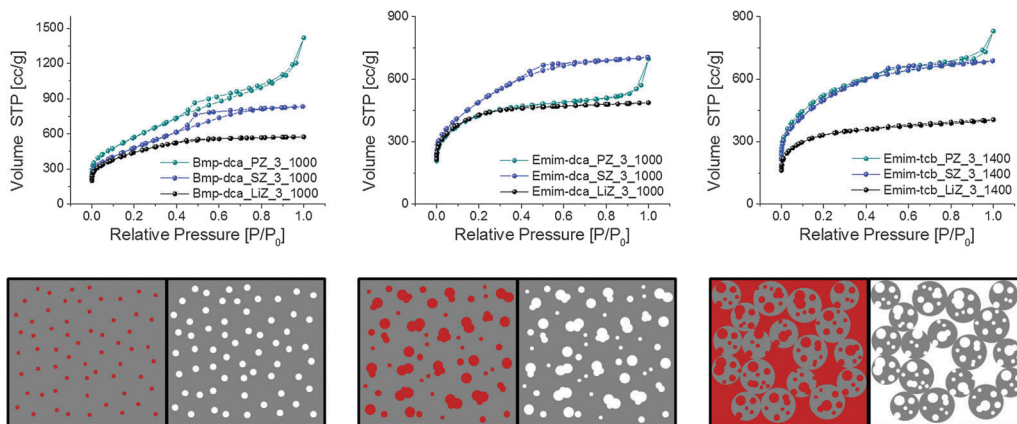 1500
1200
900
600
300
0
Volume STP [cc/g]
Bmp-dca_PZ_3_1000
Bmp-dca_SZ_3_1000
Bmp-dca_LiZ_3_1000
0.0 0.2 0.4 0.6 0.8 1.0
Relative Pressure [P/P0]
900
600
300
0
Volume STP [cc/g]
Emim-dca_PZ_3_1000
Emim-dca_SZ_3_1000
Emim-dca_LiZ_3_1000
0.0 0.2 0.4 0.6 0.8 1.0
Relative Pressure [P/P0]
900
600
300
0
Volume STP [cc/g]
Emim-tcb_PZ_3_1400
Emim-tcb_SZ_3_1400
Emim-tcb_LiZ_3_1400
0.0 0.2 0.4 0.6 0.8 1.0
Relative Pressure [P/P0]